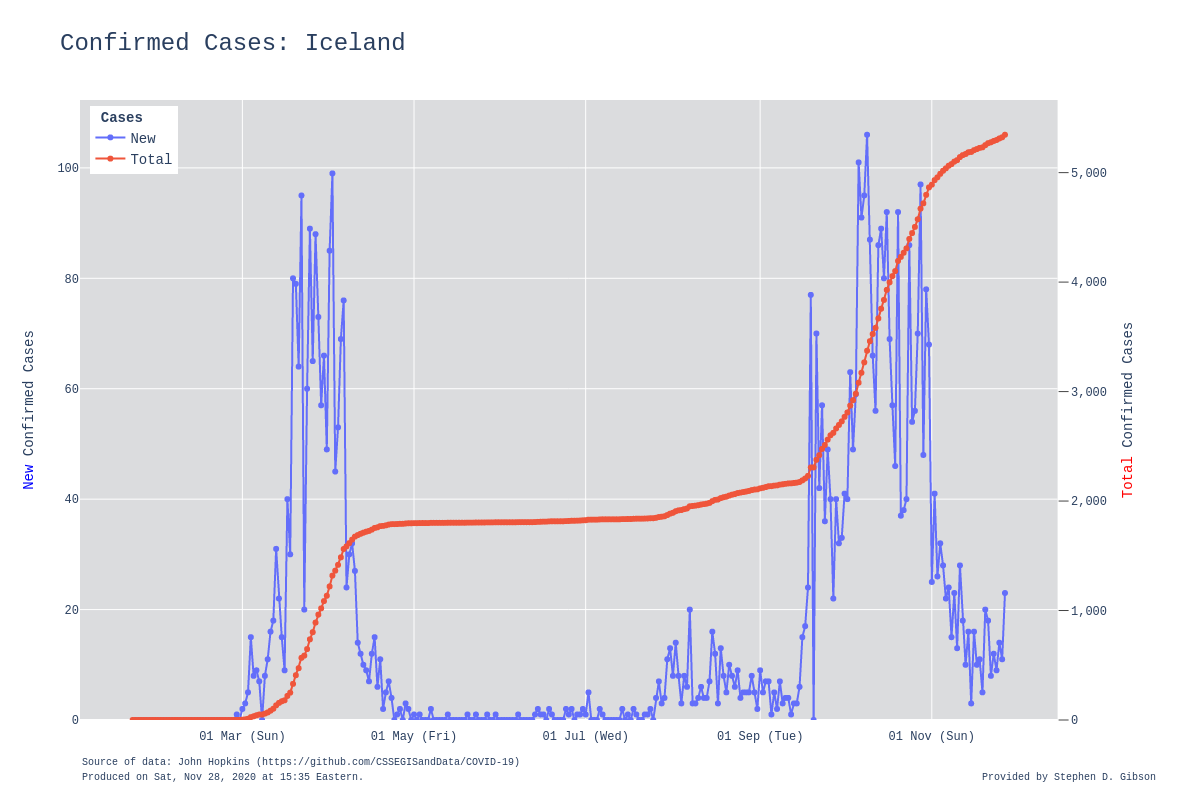 Confirmed Cases: Iceland
Cases
New
Total
100
80
60
40
20
0
New Confirmed Cases
5,000
4,000
3,000
2,000
1,000
0
Total Confirmed Cases
01 Mar (Sun)
01 May (Fri)
01 Jul (Wed)
01 Sep (Tue)
01 Nov (Sun)
Source of data: John Hopkins (https://github.com/CSSEGISandData/COVID-19)
Produced on Sat, Nov 28, 2020 at 15:35 Eastern.
Provided by Stephen D. Gibson